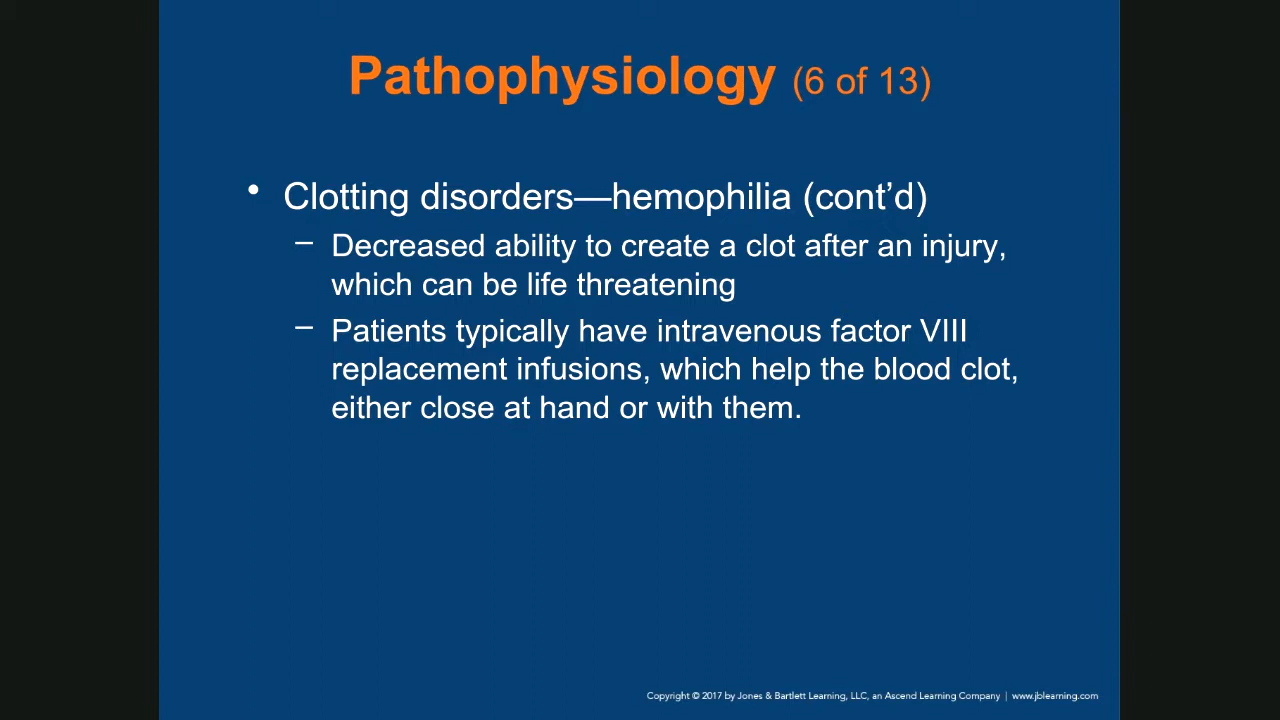 Pathophysiology (6 of 13)
• Clotting disorders—hemophilia (cont’d)
– Decreased ability to create a clot after an injury,
which can be life threatening
– Patients typically have intravenous factor VIII
replacement infusions, which help the blood clot,
either close at hand or with them.
Copyright © 2017 by Jones & Bartlett Learning, LLC, an Ascend Learning Company | www.jblearning.com